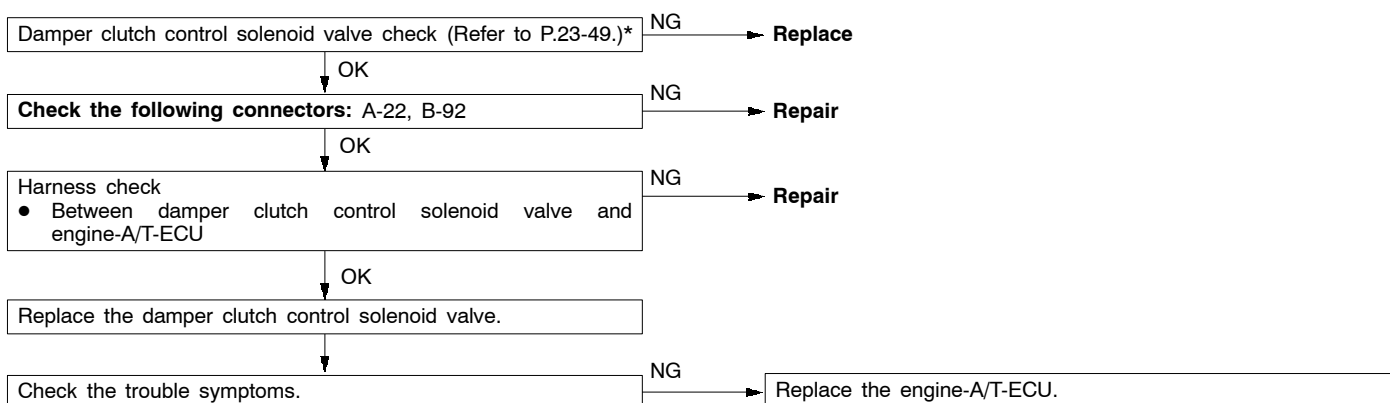 Damper clutch control solenoid valve check (Refer to P.23-49.)*
NG
Replace
OK
Check the following connectors: A-22, B-92
NG
Repair
OK
Harness check
● Between damper clutch control solenoid valve and
engine-A/T-ECU
NG
Repair
OK
Replace the damper clutch control solenoid valve.
Check the trouble symptoms.
NG
Replace the engine-A/T-ECU.